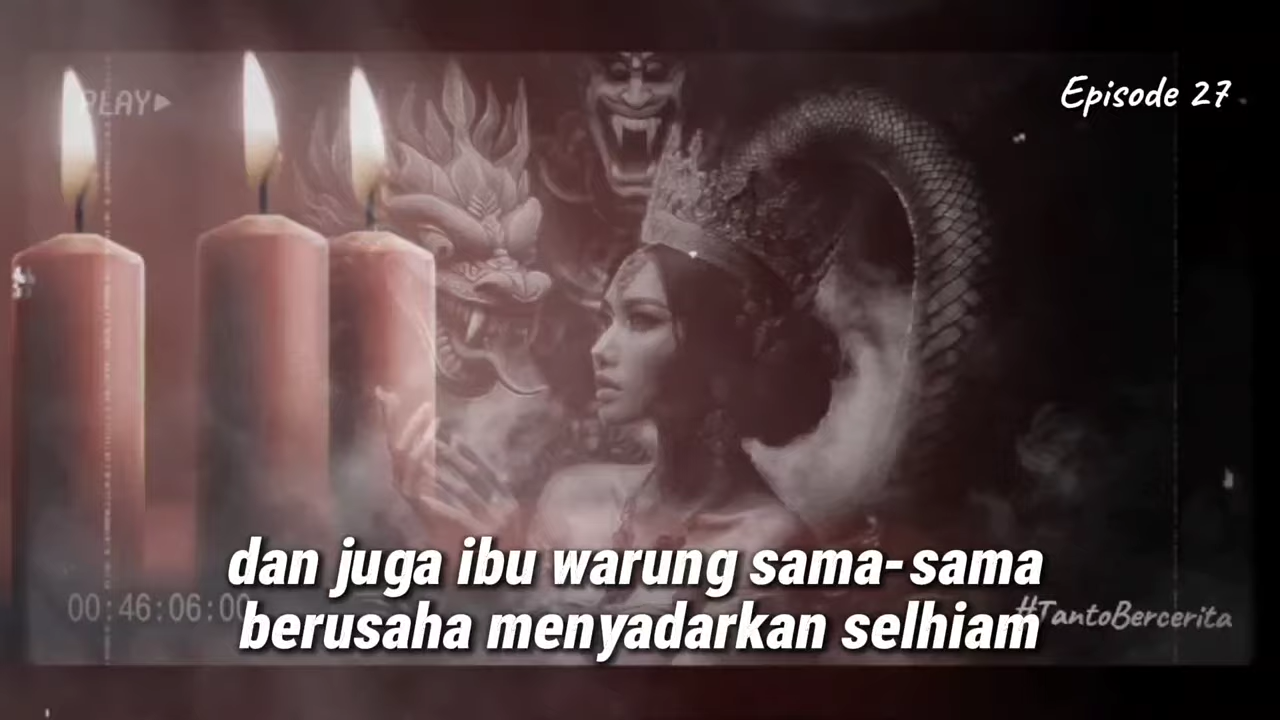 PLAY
Episode 27
dan juga ibu warung sama-sama
berusaha menyadarkan selhiam
00:46:06:00
#TantoBercerita